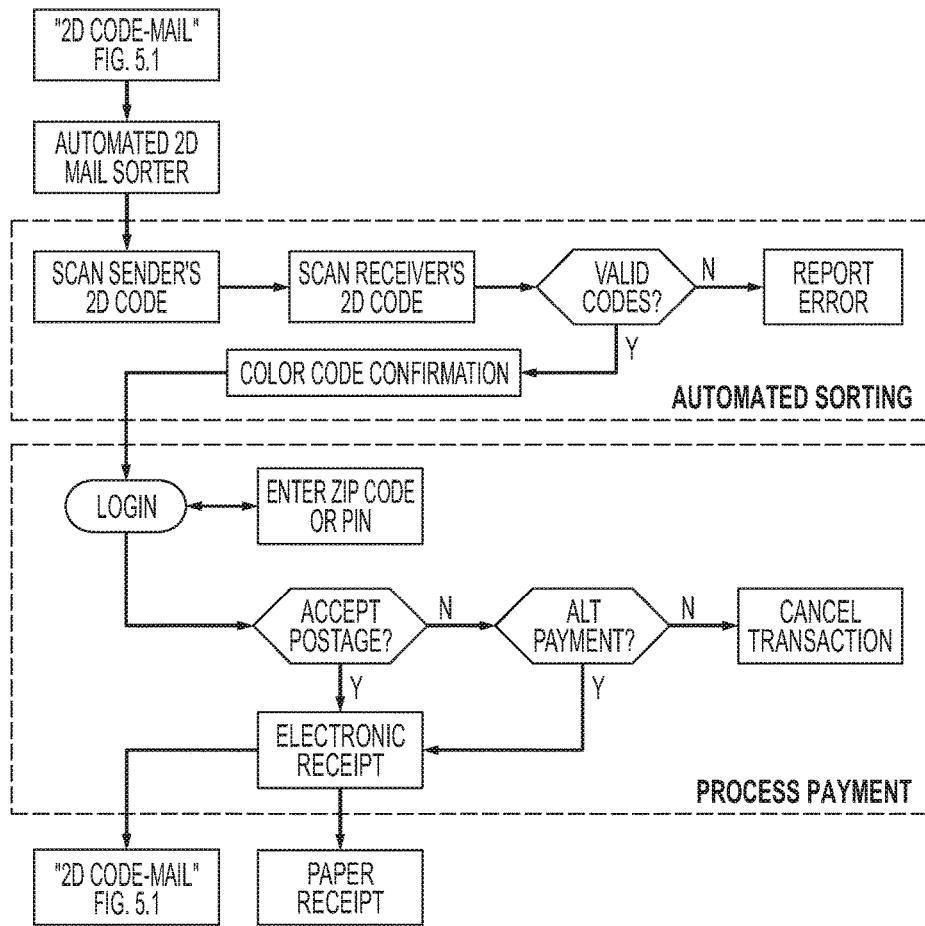 "2D CODE-MAIL"
FIG. 5.1
AUTOMATED 2D
MAIL SORTER
SCAN SENDER'S
2D CODE
SCAN RECEIVER'S
2D CODE
VALID
CODES?
N
REPORT
ERROR
Y
COLOR CODE CONFIRMATION
AUTOMATED SORTING
LOGIN
ENTER ZIP CODE
OR PIN
ACCEPT
POSTAGE?
N
ALT
PAYMENT?
N
CANCEL
TRANSACTION
Y
Y
ELECTRONIC
RECEIPT
PROCESS PAYMENT
"2D CODE-MAIL"
FIG. 5.1
PAPER
RECEIPT